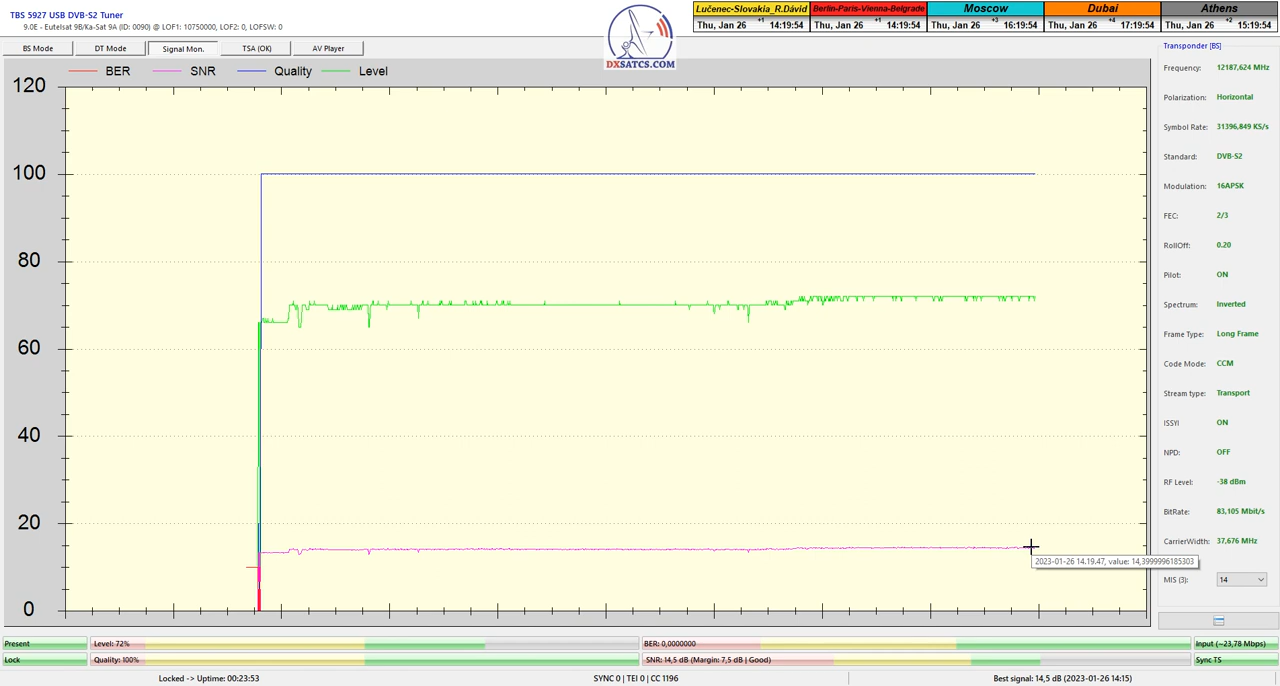 TBS 5927 USB DVB-S2 Tuner
9.0E - Eutelsat 9B/Ka-Sat 9A (ID: 0090) @ LOF1: 10750000, LOF2: 0, LOFSW: 0
DXSATCS.COM
Lučenec-Slovakia_R.Dávid
Thu, Jan 26 +1 14:19:54
Berlin-Paris-Vienna-Belgrade
Thu, Jan 26 +1 14:19:54
Moscow
Thu, Jan 26 +3 16:19:54
Dubai
Thu, Jan 26 +4 17:19:54
Athens
Thu, Jan 26 +2 15:19:54
BS Mode
DT Mode
Signal Mon.
TSA (OK)
AV Player
BER
SNR
Quality
Level
120
100
80
60
40
20
0
2023-01-26 14.19.47, value: 14,3999996185303
Transponder [BS]
Frequency: 12187,624 MHz
Polarization: Horizontal
Symbol Rate: 31396,849 KS/s
Standard: DVB-S2
Modulation: 16APSK
FEC: 2/3
RollOff: 0.20
Pilot: ON
Spectrum: Inverted
Frame Type: Long Frame
Code Mode: CCM
Stream type: Transport
ISSYI ON
NPD: OFF
RF Level: -38 dBm
BitRate: 83,105 Mbit/s
CarrierWidth: 37,676 MHz
MIS (3): 14
Present
Level: 72%
BER: 0,0000000
Input (~23,78 Mbps)
Lock
Quality: 100%
SNR: 14,5 dB (Margin: 7,5 dB | Good)
Sync TS
Locked -> Uptime: 00:23:53
SYNC 0 | TEI 0 | CC 1196
Best signal: 14,5 dB (2023-01-26 14:15)